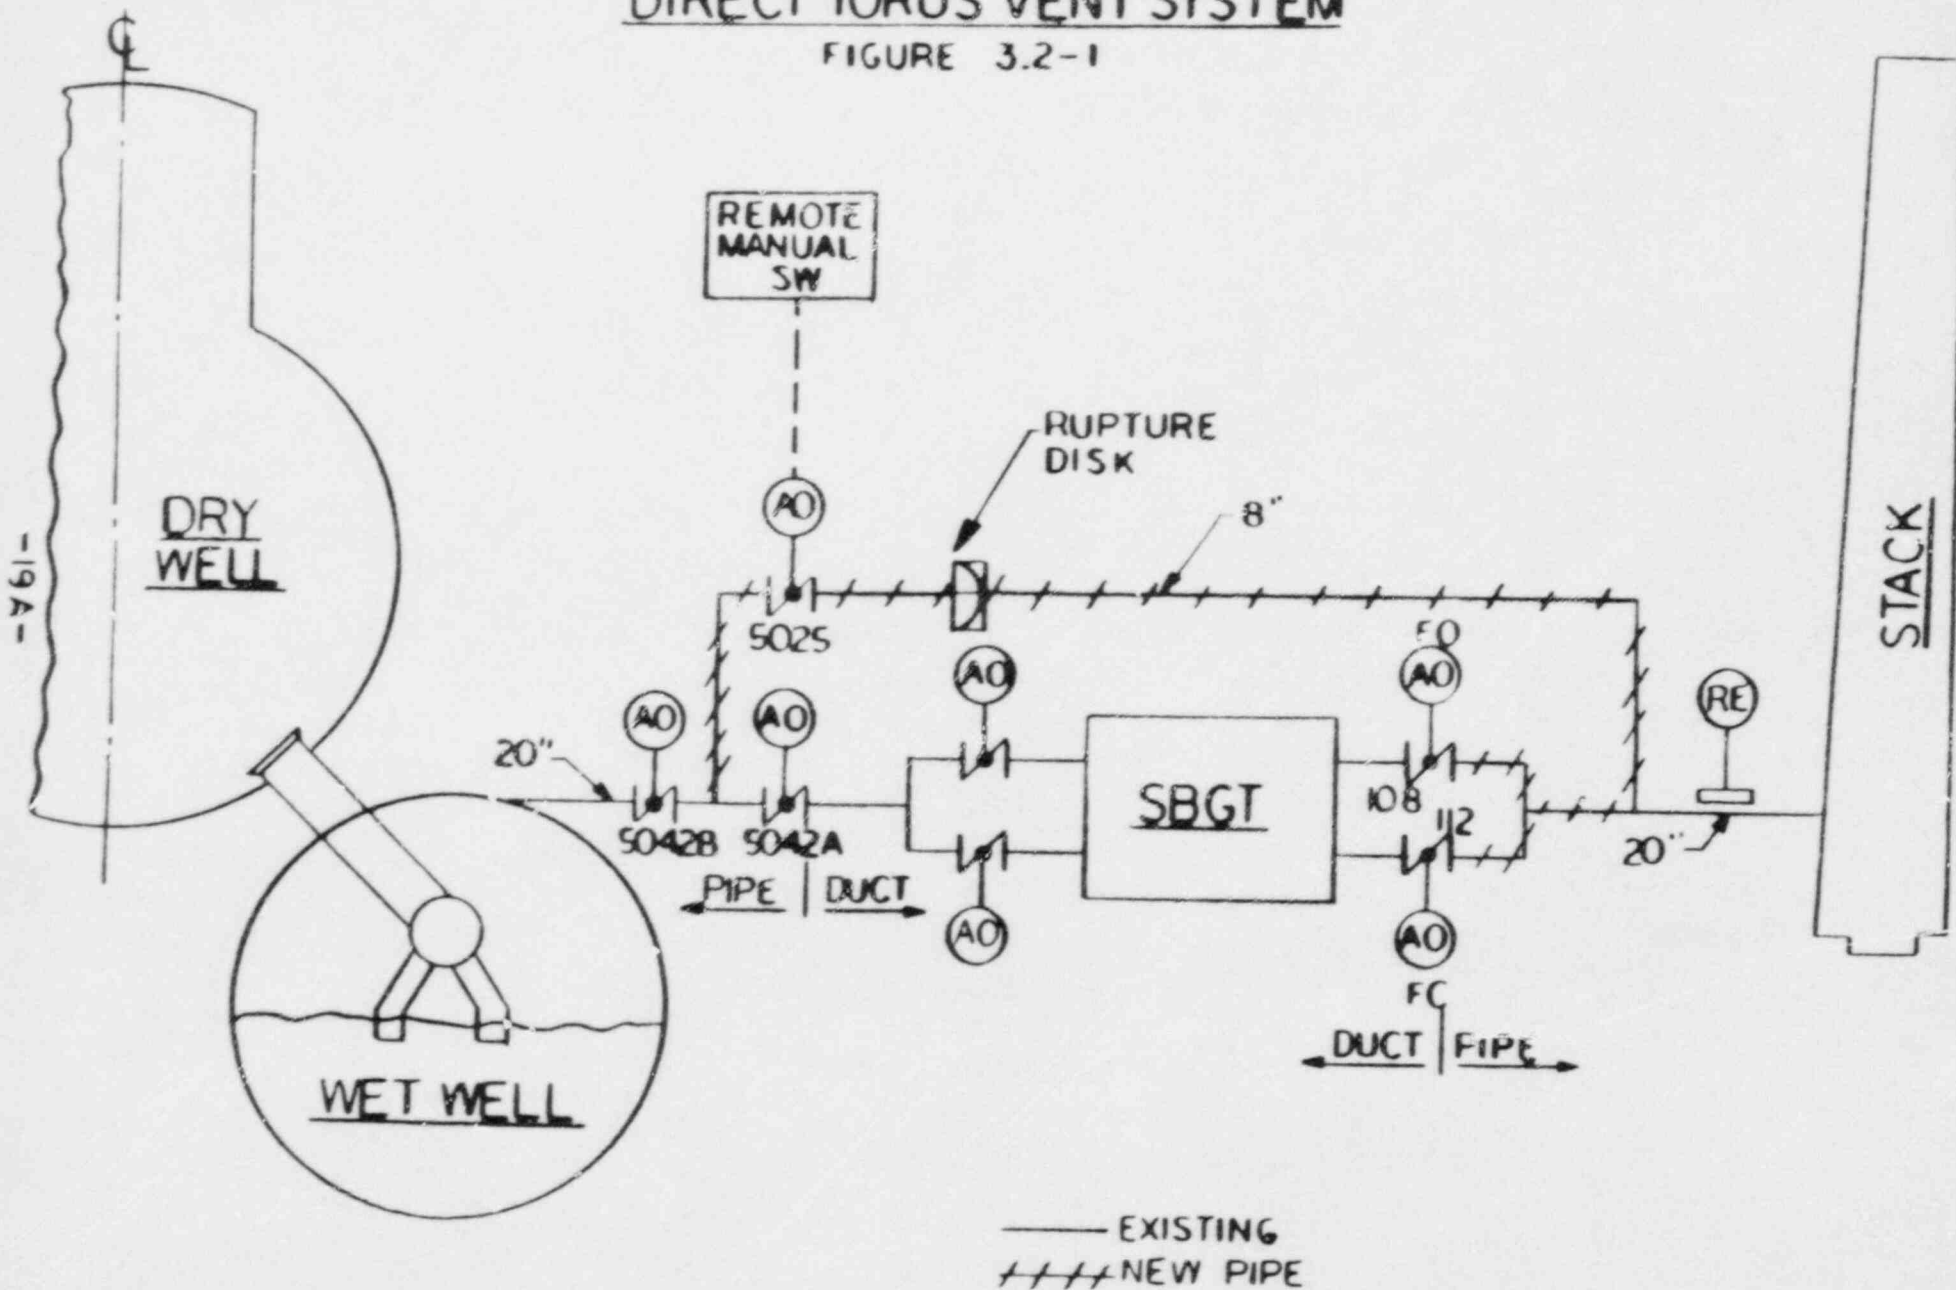 DIRECT TORUS VENT SYSTEM
FIGURE 3.2-1
℄
REMOTE
MANUAL
SW
RUPTURE
DISK
AO
8"
DRY
WELL
-19A-
STACK
5025
FO
AO
AO
RE
AO
AO
20"
SBGT
108
112
5042B
5042A
20"
PIPE
DUCT
AO
AO
FC
DUCT
PIPE
WET WELL
EXISTING
NEW PIPE